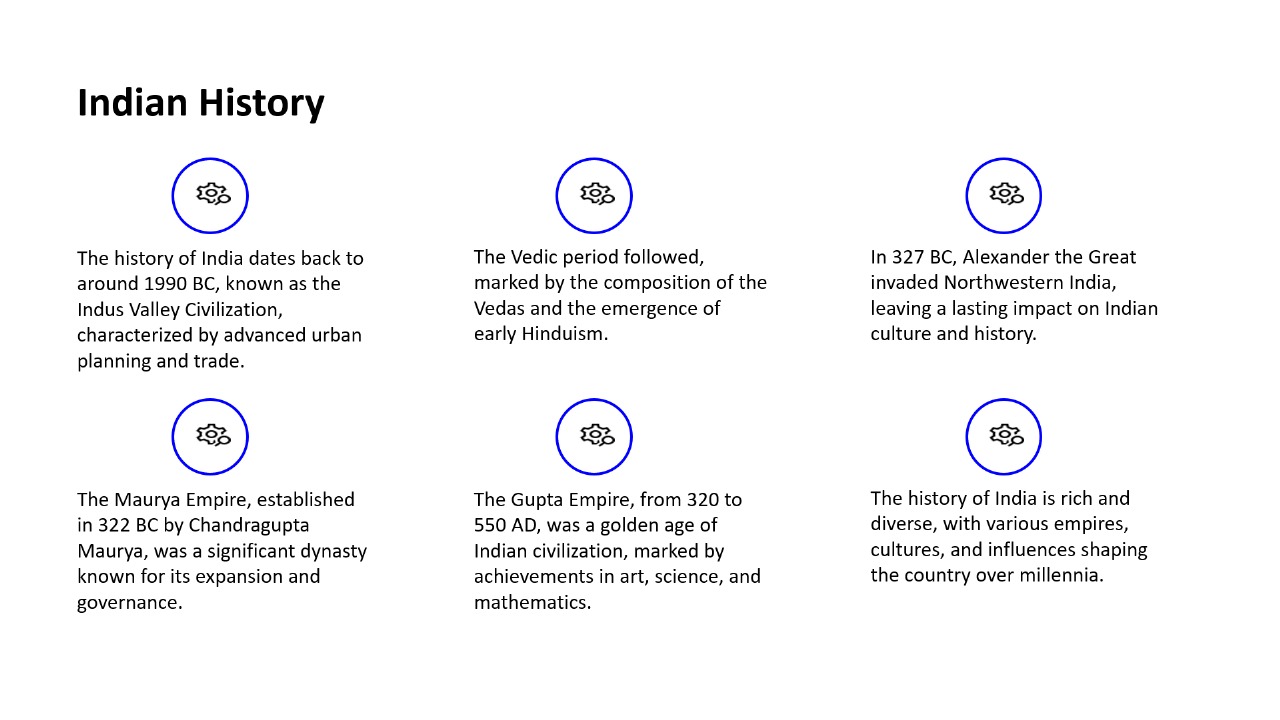 Indian History
The history of India dates back to
around 1990 BC, known as the
Indus Valley Civilization,
characterized by advanced urban
planning and trade.
The Vedic period followed,
marked by the composition of the
Vedas and the emergence of
early Hinduism.
In 327 BC, Alexander the Great
invaded Northwestern India,
leaving a lasting impact on Indian
culture and history.
The Maurya Empire, established
in 322 BC by Chandragupta
Maurya, was a significant dynasty
known for its expansion and
governance.
The Gupta Empire, from 320 to
550 AD, was a golden age of
Indian civilization, marked by
achievements in art, science, and
mathematics.
The history of India is rich and
diverse, with various empires,
cultures, and influences shaping
the country over millennia.